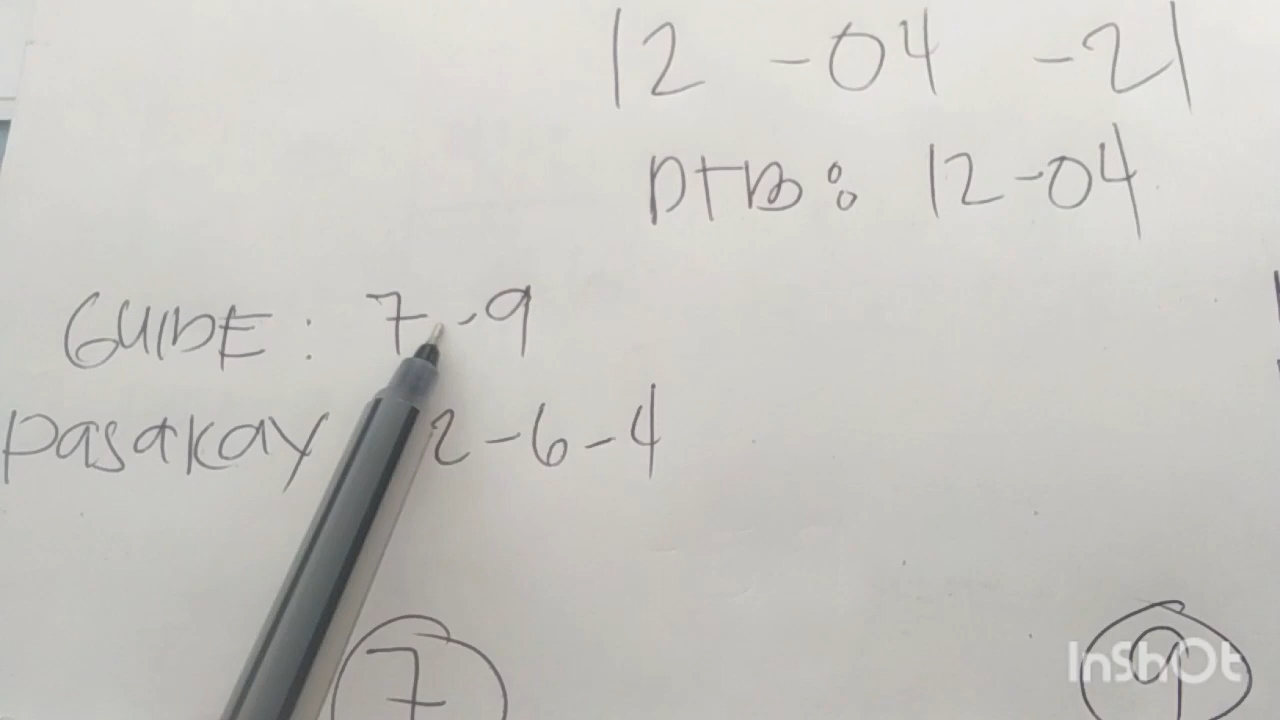 12 - 04 - 21
DTB: 12-04
GUIDE: 7-9
Pasakay 2-6-4
7
9
InShOt